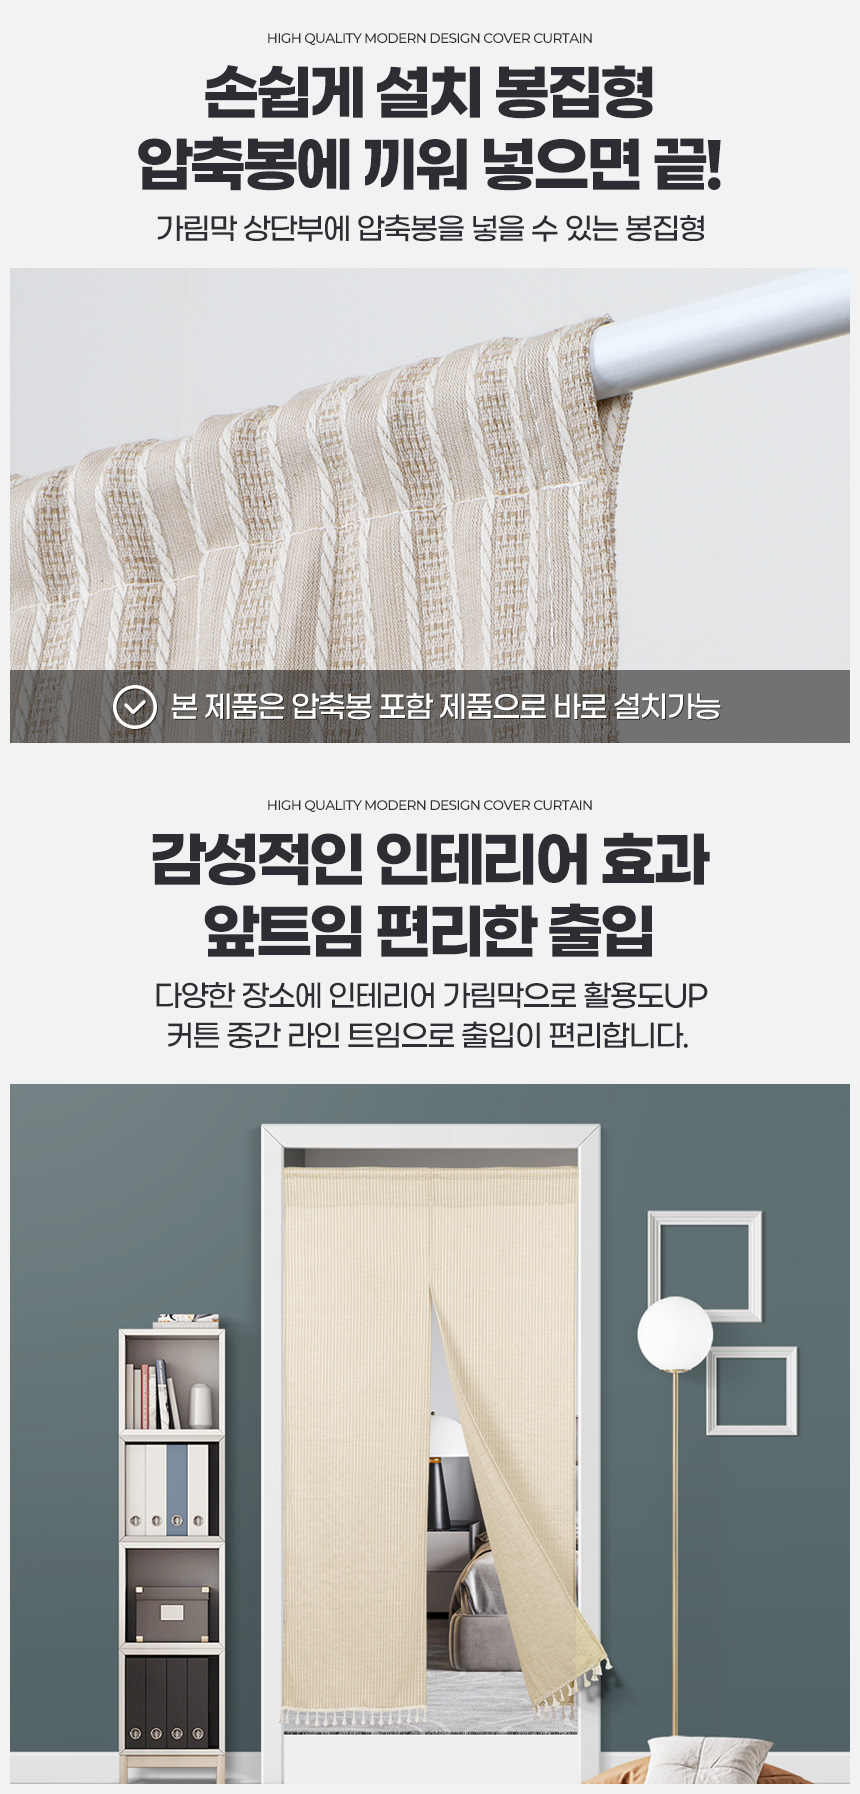 HIGH QUALITY MODERN DESIGN COVER CURTAIN
손쉽게 설치 봉집형
압축봉에 끼워 넣으면 끝!
가림막 상단부에 압축봉을 넣을 수 있는 봉집형
본 제품은 압축봉 포함 제품으로 바로 설치가능
HIGH QUALITY MODERN DESIGN COVER CURTAIN
감성적인 인테리어 효과
앞트임 편리한 출입
다양한 장소에 인테리어 가림막으로 활용도UP
커튼 중간 라인 트임으로 출입이 편리합니다.